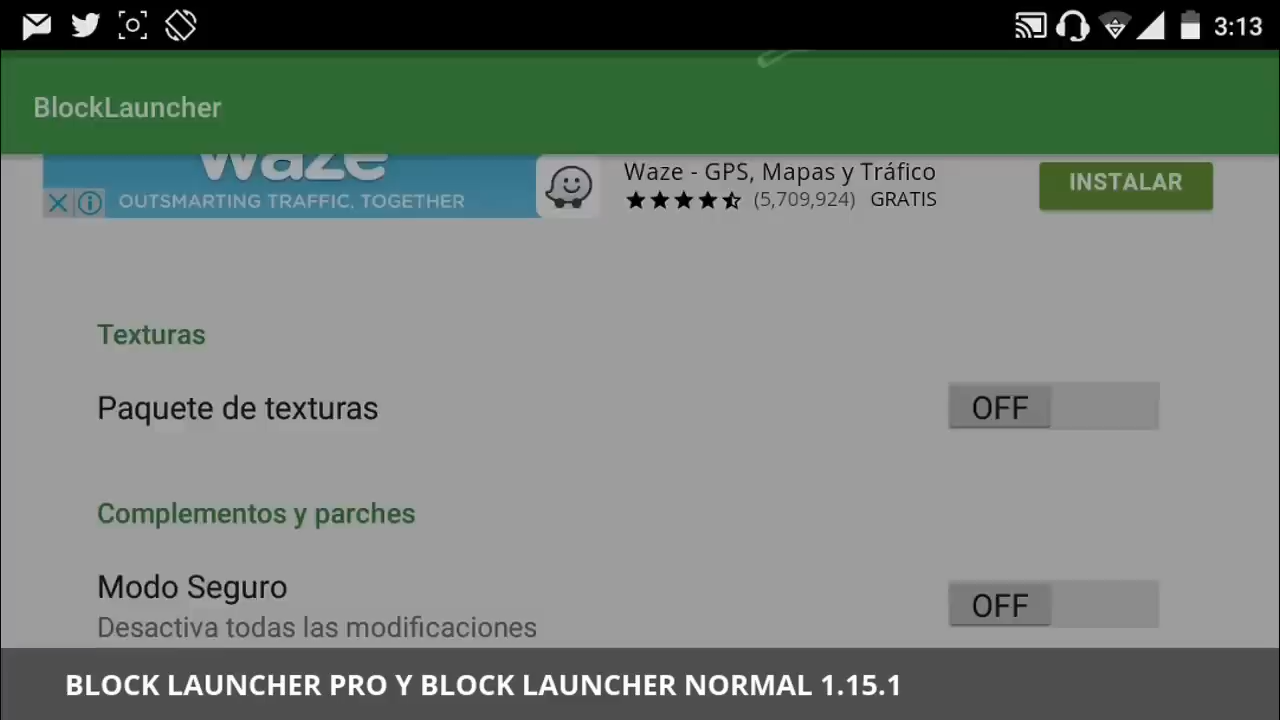 3:13
BlockLauncher
waze
OUTSMARTING TRAFFIC, TOGETHER
Waze - GPS, Mapas y Tráfico
(5,709,924) GRATIS
INSTALAR
Texturas
Paquete de texturas
OFF
Complementos y parches
Modo Seguro
OFF
Desactiva todas las modificaciones
BLOCK LAUNCHER PRO Y BLOCK LAUNCHER NORMAL 1.15.1